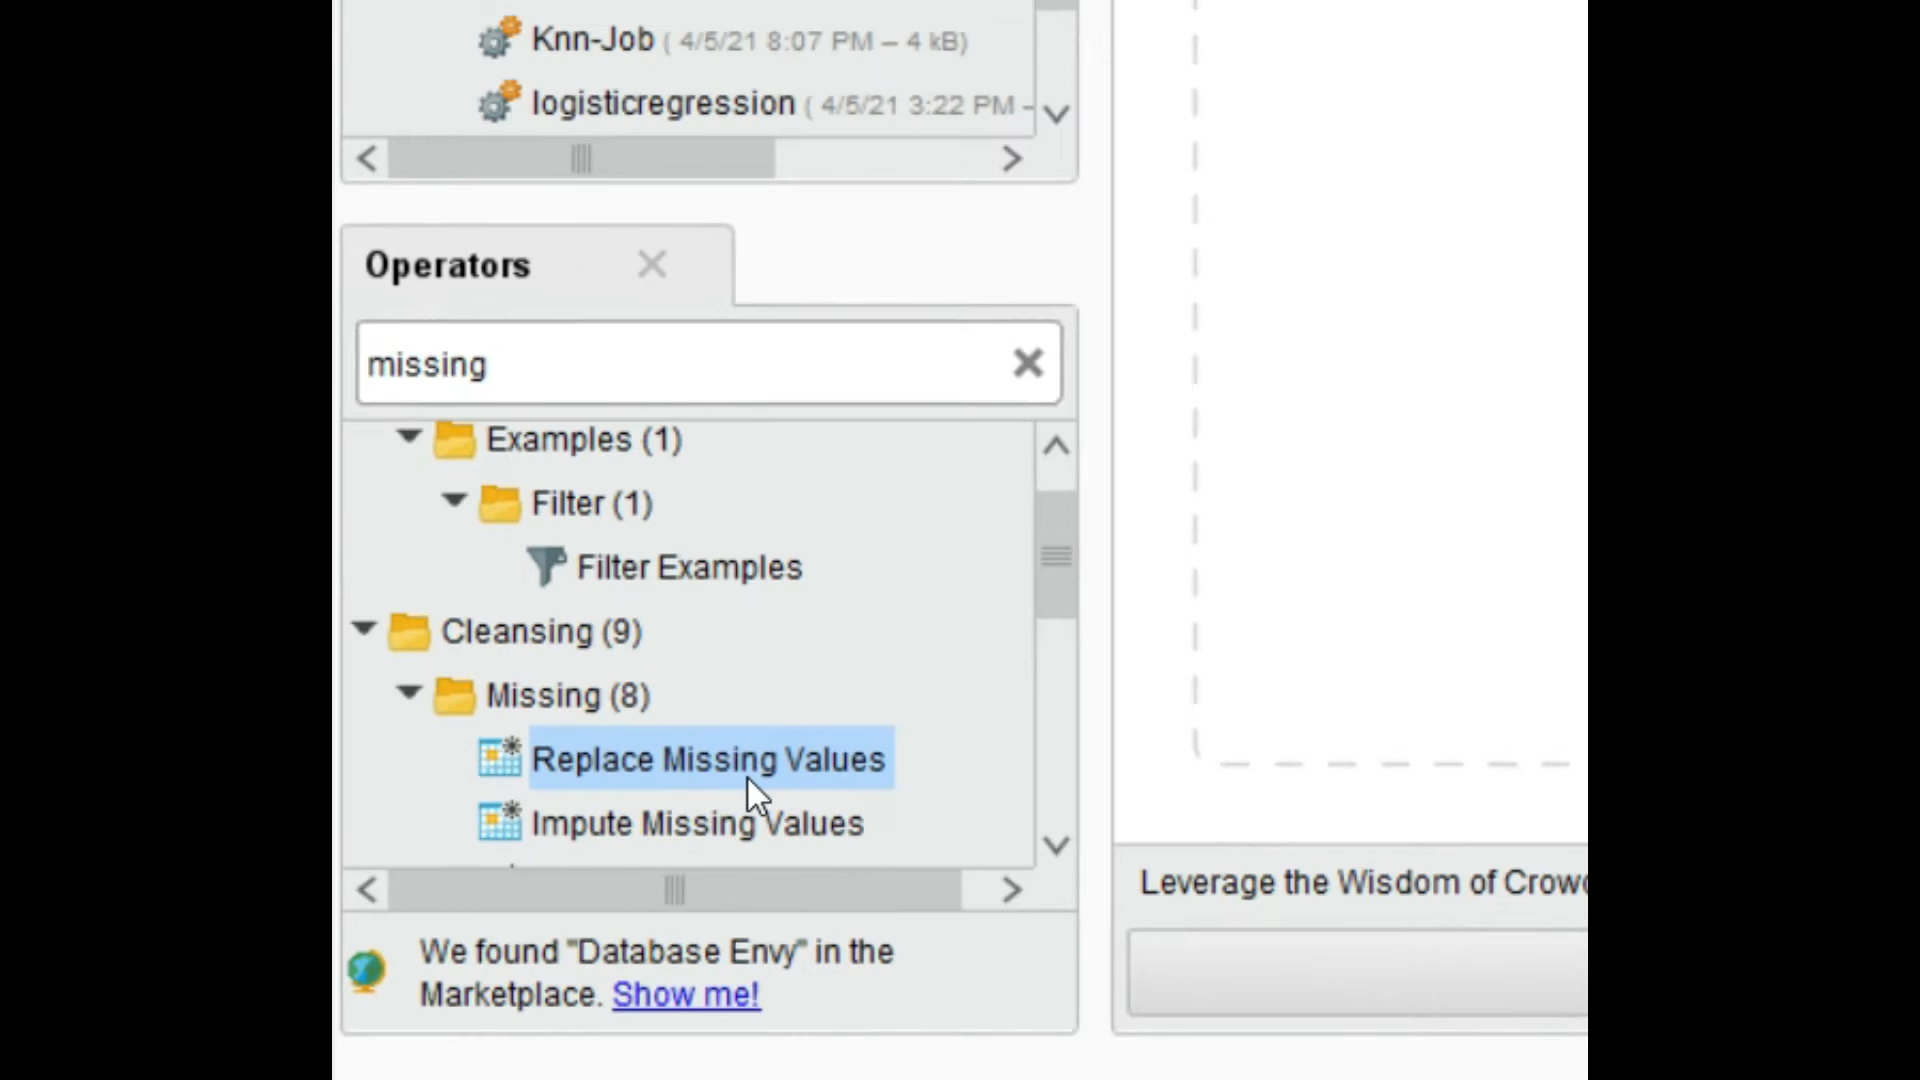 Knn-Job ( 4/5/21 8:07 PM – 4 kB)
logisticregression ( 4/5/21 3:22 PM –
Operators
missing
Examples (1)
Filter (1)
Filter Examples
Cleansing (9)
Missing (8)
Replace Missing Values
Impute Missing Values
We found "Database Envy" in the
Marketplace. Show me!
Leverage the Wisdom of Crow